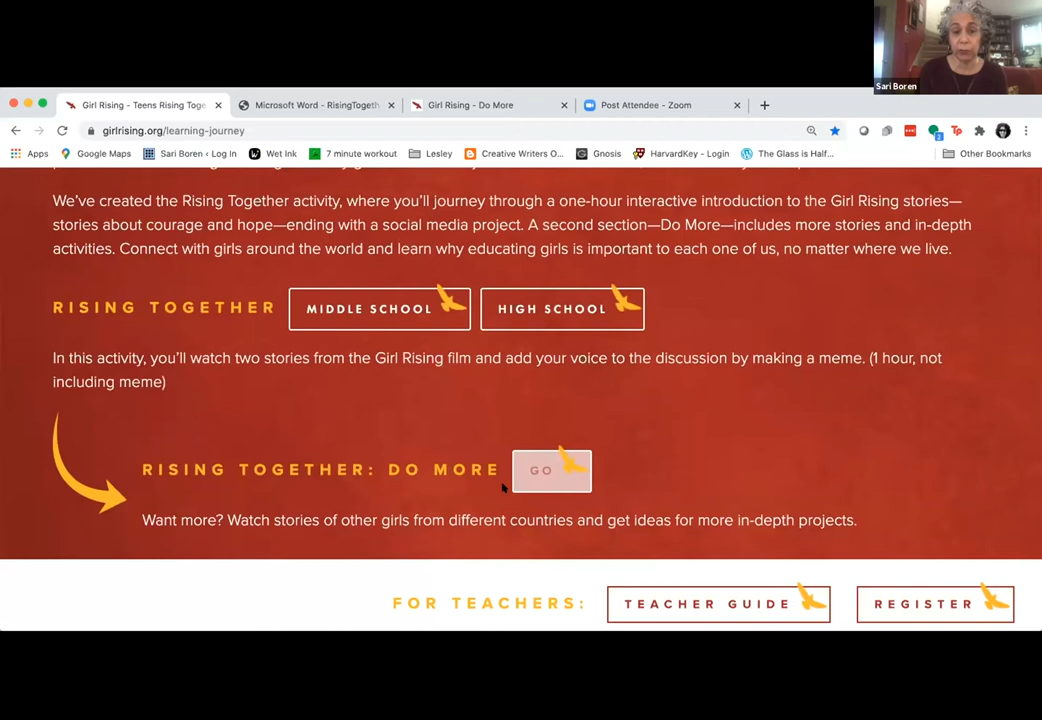 Sari Boren
Girl Rising - Teens Rising Toge
Microsoft Word - RisingTogeth
Girl Rising - Do More
Post Attendee - Zoom
girlrising.org/learning-journey
2
Tp
Apps
Google Maps
Sari Boren ‹ Log In
Wet Ink
7 minute workout
Lesley
Creative Writers O...
Gnosis
HarvardKey - Login
The Glass is Half...
Other Bookmarks
We've created the Rising Together activity, where you'll journey through a one-hour interactive introduction to the Girl Rising stories—
stories about courage and hope—ending with a social media project. A second section—Do More—includes more stories and in-depth
activities. Connect with girls around the world and learn why educating girls is important to each one of us, no matter where we live.
RISING TOGETHER MIDDLE SCHOOL HIGH SCHOOL
In this activity, you'll watch two stories from the Girl Rising film and add your voice to the discussion by making a meme. (1 hour, not
including meme)
RISING TOGETHER: DO MORE GO
Want more? Watch stories of other girls from different countries and get ideas for more in-depth projects.
FOR TEACHERS: TEACHER GUIDE REGISTER